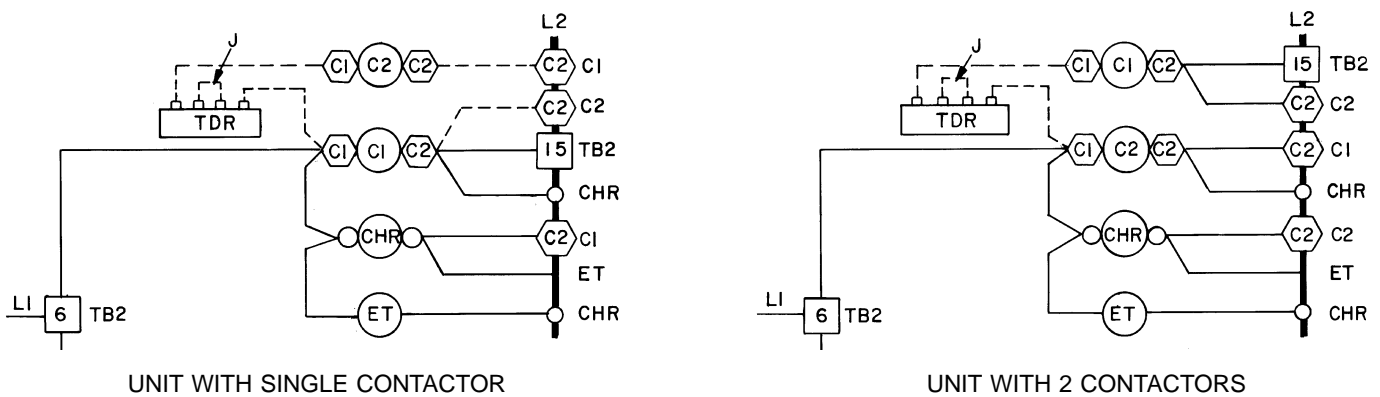 L2
J
C1 C2 C2 C2 C1
C2 C2
TDR
C1 C1 C2 15 TB2
CHR
CHR C2 C1
ET
L1 6 TB2
ET CHR
UNIT WITH SINGLE CONTACTOR
L2
J
C1 C1 C2 15 TB2
C2 C2
TDR
C1 C2 C2 C2 C1
CHR
CHR C2 C2
ET
L1 6 TB2
ET CHR
UNIT WITH 2 CONTACTORS